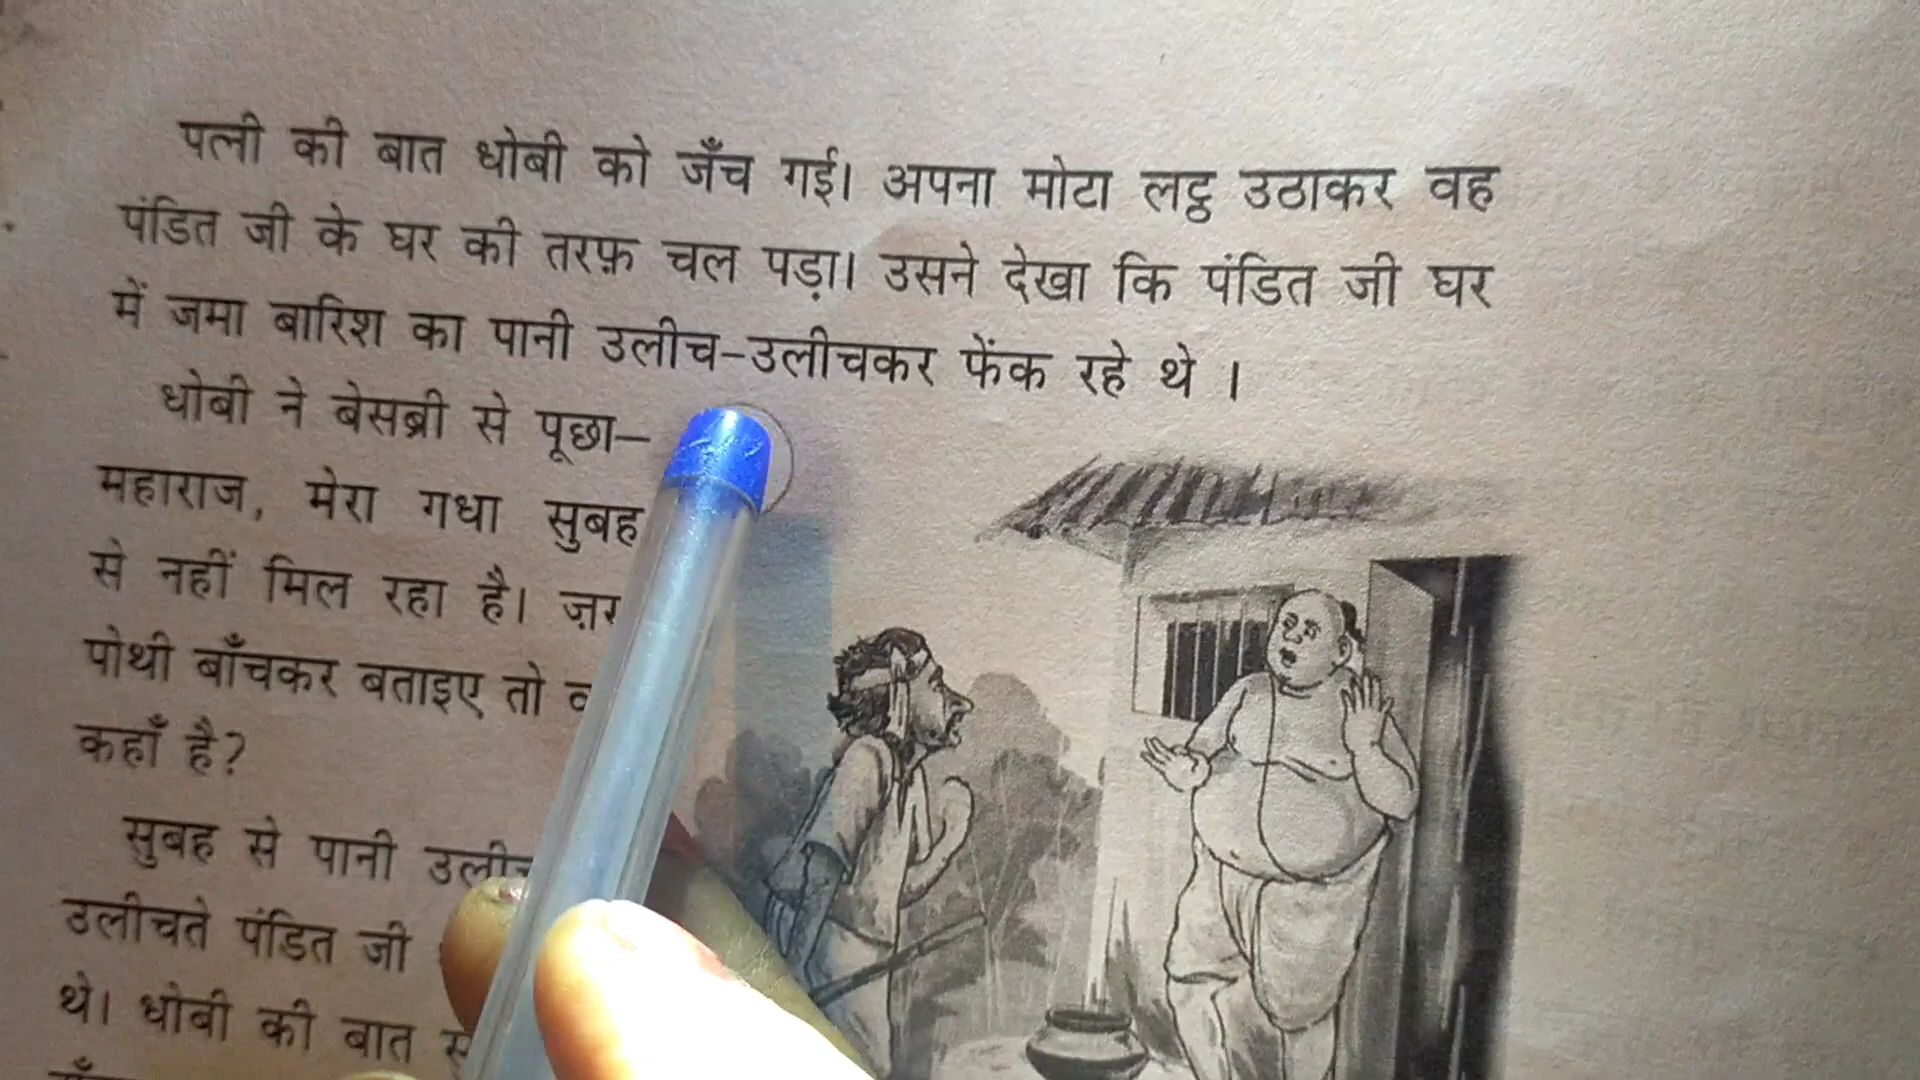 पत्नी की बात धोबी को जँच गई। अपना मोटा लट्ठ उठाकर वह
पंडित जी के घर की तरफ़ चल पड़ा। उसने देखा कि पंडित जी घर
में जमा बारिश का पानी उलीच-उलीचकर फेंक रहे थे ।
धोबी ने बेसब्री से पूछा–
महाराज, मेरा गधा सुबह
से नहीं मिल रहा है।
पोथी बाँचकर बताइए तो
कहाँ है?
सुबह से पानी
उलीचते पंडित जी
थे। धोबी की बात